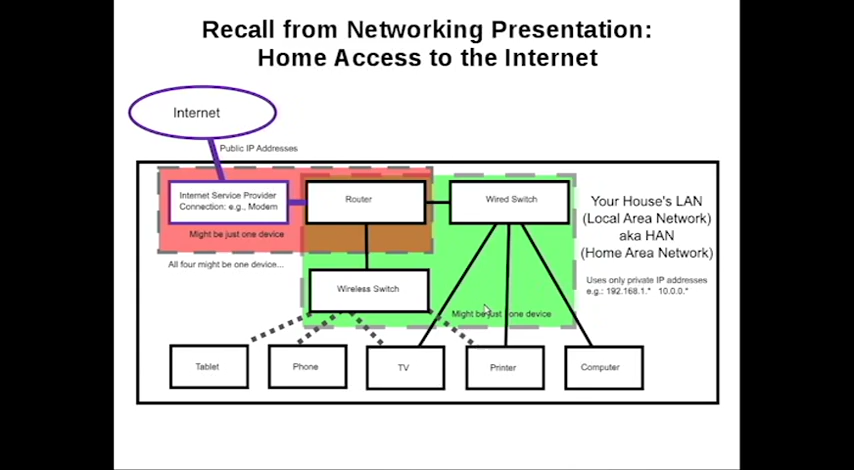 Recall from Networking Presentation:
Home Access to the Internet
Internet
Public IP Addresses
Internet Service Provider
Connection: e.g., Modem
Router
Wired Switch
Might be just one device
Your House's LAN
(Local Area Network)
aka HAN
(Home Area Network)
All four might be one device...
Uses only private IP addresses
e.g.: 192.168.1.* 10.0.0.*
Wireless Switch
Might be just one device
Tablet
Phone
TV
Printer
Computer